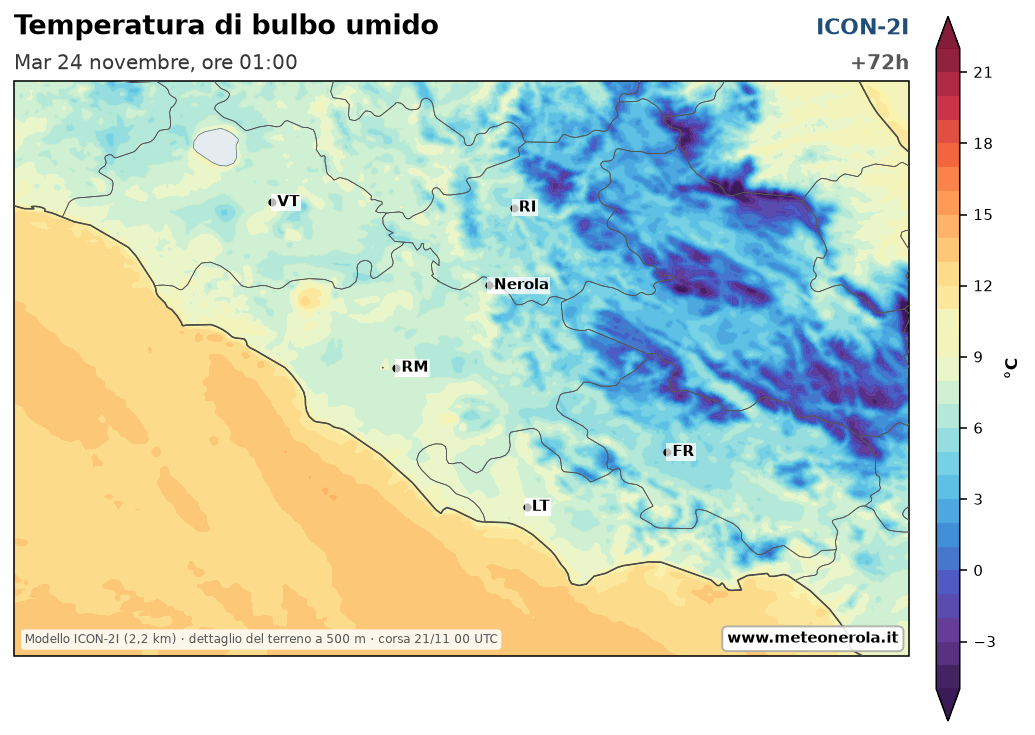 Temperatura di bulbo umido
ICON-2I
Mar 24 novembre, ore 01:00
+72h
21
18
VT
RI
15
Nerola
12
RM
9
°C
6
FR
3
LT
0
Modello ICON-2I (2,2 km) · dettaglio del terreno a 500 m · corsa 21/11 00 UTC
www.meteonerola.it
−3